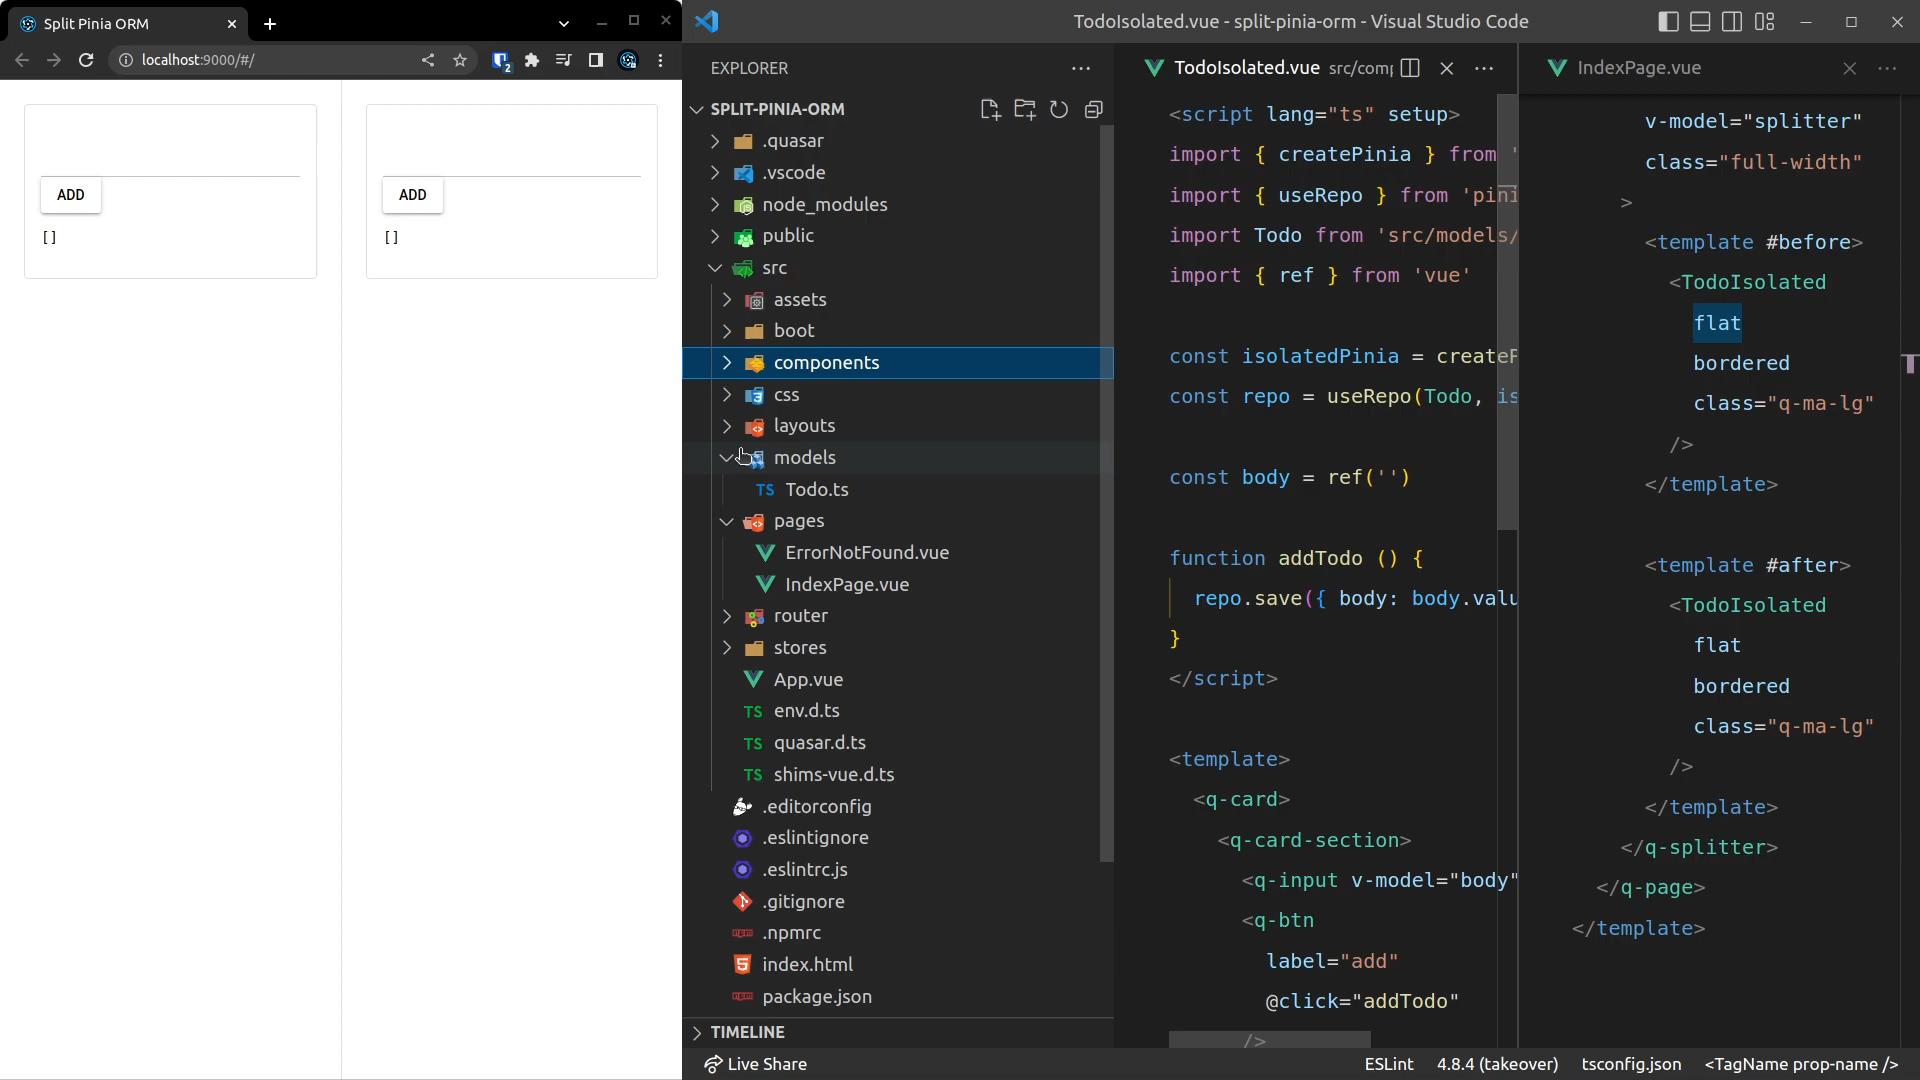 Split Pinia ORM
localhost:9000/#/
2
ADD
[]
ADD
[]
TodoIsolated.vue - split-pinia-orm - Visual Studio Code
EXPLORER
SPLIT-PINIA-ORM
.quasar
.vscode
node_modules
public
src
assets
boot
components
css
layouts
models
TS Todo.ts
pages
ErrorNotFound.vue
IndexPage.vue
router
stores
App.vue
TS env.d.ts
TS quasar.d.ts
TS shims-vue.d.ts
.editorconfig
.eslintignore
.eslintrc.js
.gitignore
.npmrc
index.html
package.json
TIMELINE
Live Share
TodoIsolated.vue src/comp
<script lang="ts" setup>
import { createPinia } from '
import { useRepo } from 'pini
import Todo from 'src/models/
import { ref } from 'vue'
const isolatedPinia = createP
const repo = useRepo(Todo, is
const body = ref('')
function addTodo () {
repo.save({ body: body.valu
}
</script>
<template>
<q-card>
<q-card-section>
<q-input v-model="body"
<q-btn
label="add"
@click="addTodo"
/>
IndexPage.vue
v-model="splitter"
class="full-width"
>
<template #before>
<TodoIsolated
flat
bordered
class="q-ma-lg"
/>
</template>
<template #after>
<TodoIsolated
flat
bordered
class="q-ma-lg"
/>
</template>
</q-splitter>
</q-page>
</template>
ESLint 4.8.4 (takeover) tsconfig.json <TagName prop-name />